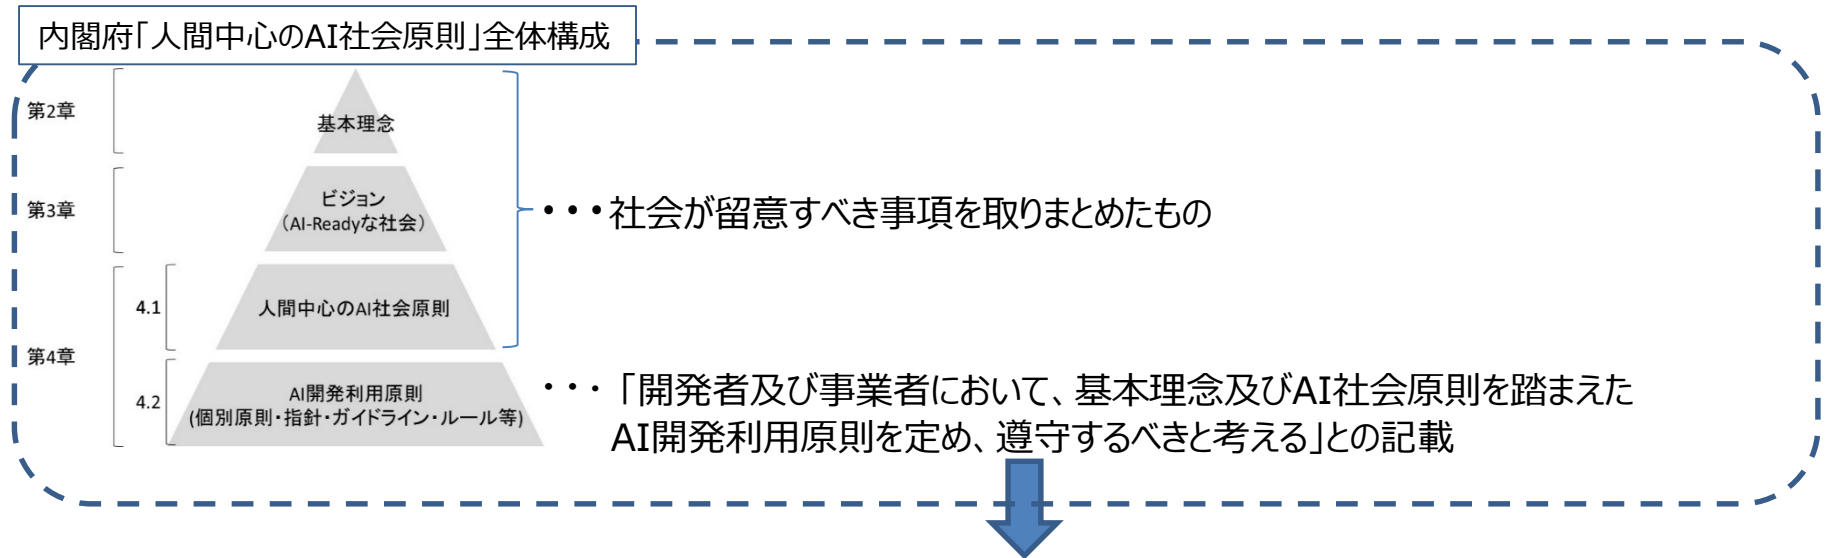 内閣府「人間中心のAI社会原則」全体構成
第2章
基本理念
第3章
ビジョン
（AI-Readyな社会）
・・・社会が留意すべき事項を取りまとめたもの
第4章
4.1
人間中心のAI社会原則
4.2
AI開発利用原則
(個別原則・指針・ガイドライン・ルール等)
・・・「開発者及び事業者において、基本理念及びAI社会原則を踏まえた
AI開発利用原則を定め、遵守するべきと考える」との記載